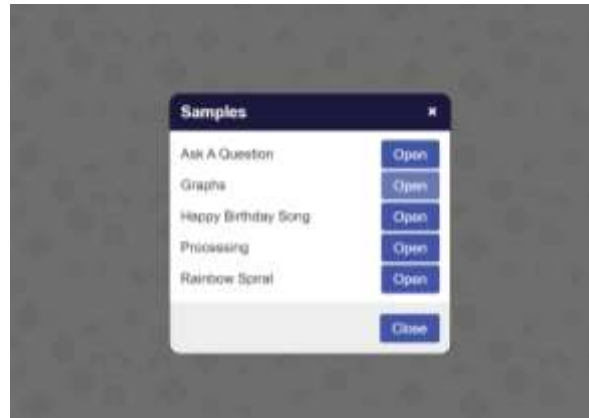 Samples ×
Ask A Question Open
Graphs Open
Happy Birthday Song Open
Processing Open
Rainbow Spiral Open
Close